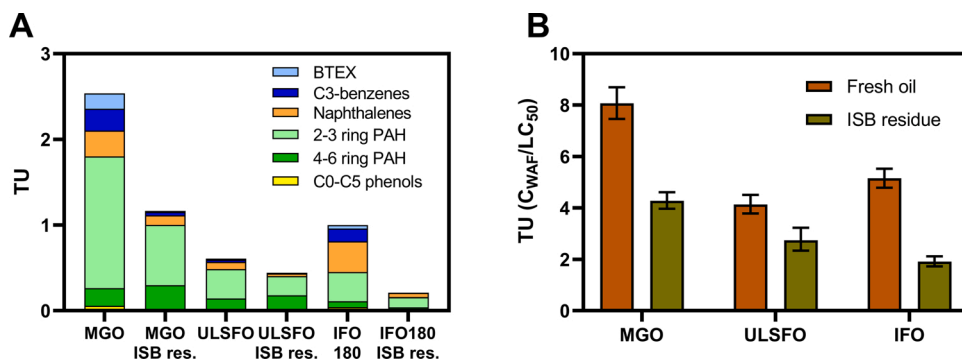 A
TU
3
2
1
0
BTEX
C3-benzenes
Naphthalenes
2-3 ring PAH
4-6 ring PAH
C0-C5 phenols
MGO
MGO
ISB res.
ULSFO
ULSFO
ISB res.
IFO
180
IFO180
ISB res.
B
TU (C_WAF/LC_50)
10
8
6
4
2
0
Fresh oil
ISB residue
MGO
ULSFO
IFO